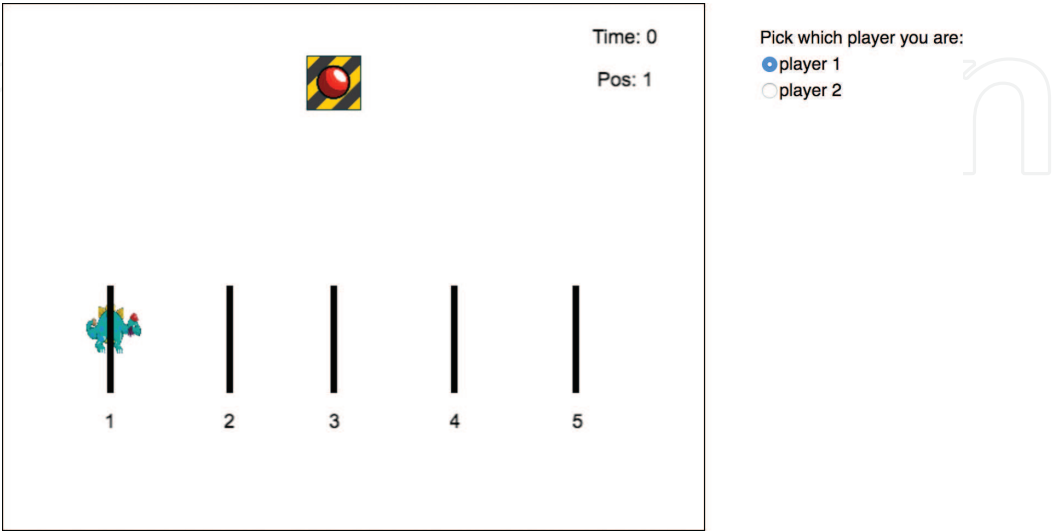 Time: 0
Pos: 1
Pick which player you are:
player 1
player 2
1 2 3 4 5